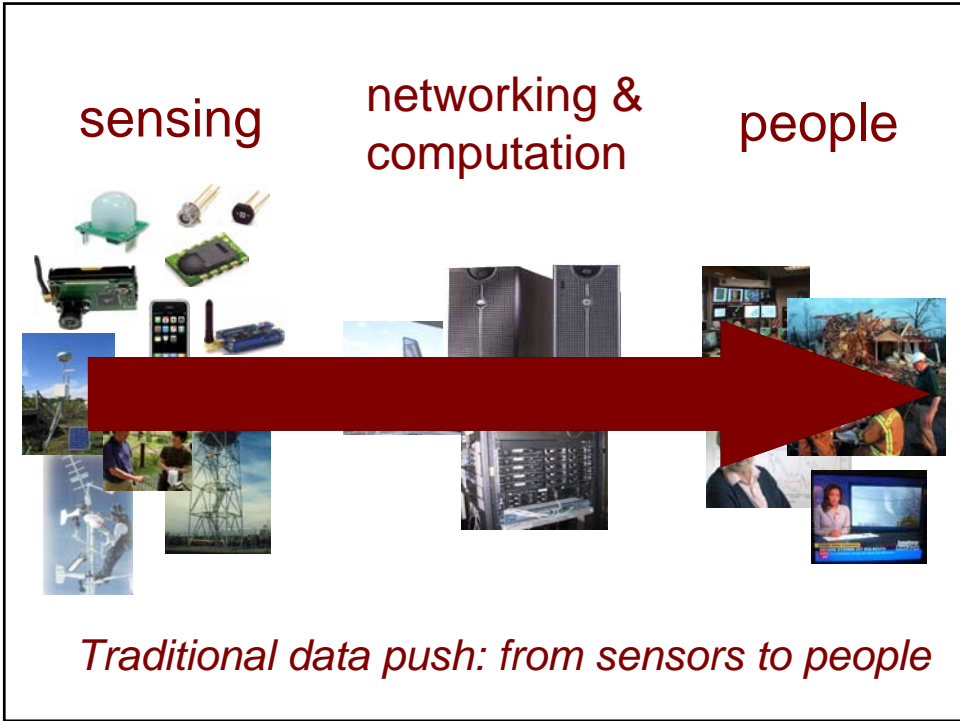 sensing
networking &
computation
people
Traditional data push: from sensors to people